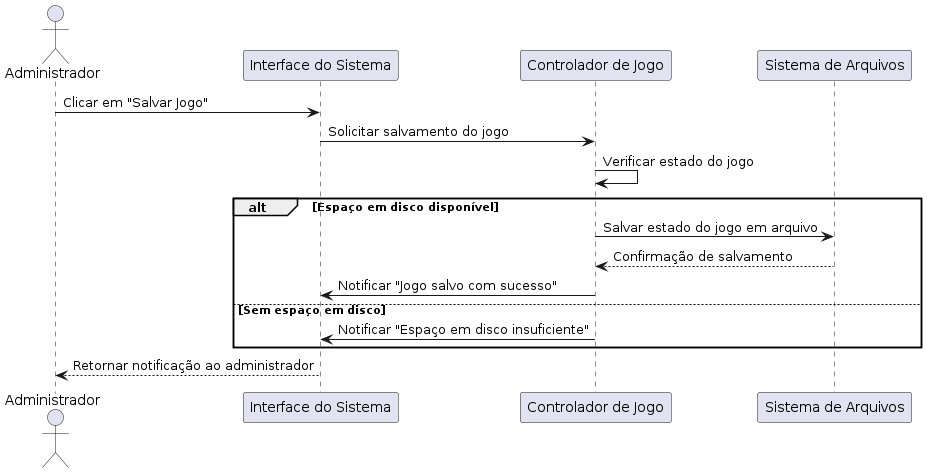 Administrador
Interface do Sistema
Controlador de Jogo
Sistema de Arquivos
Clicar em "Salvar Jogo"
Solicitar salvamento do jogo
Verificar estado do jogo
alt [Espaço em disco disponível]
Salvar estado do jogo em arquivo
Confirmação de salvamento
Notificar "Jogo salvo com sucesso"
[Sem espaço em disco]
Notificar "Espaço em disco insuficiente"
Retornar notificação ao administrador
Administrador
Interface do Sistema
Controlador de Jogo
Sistema de Arquivos